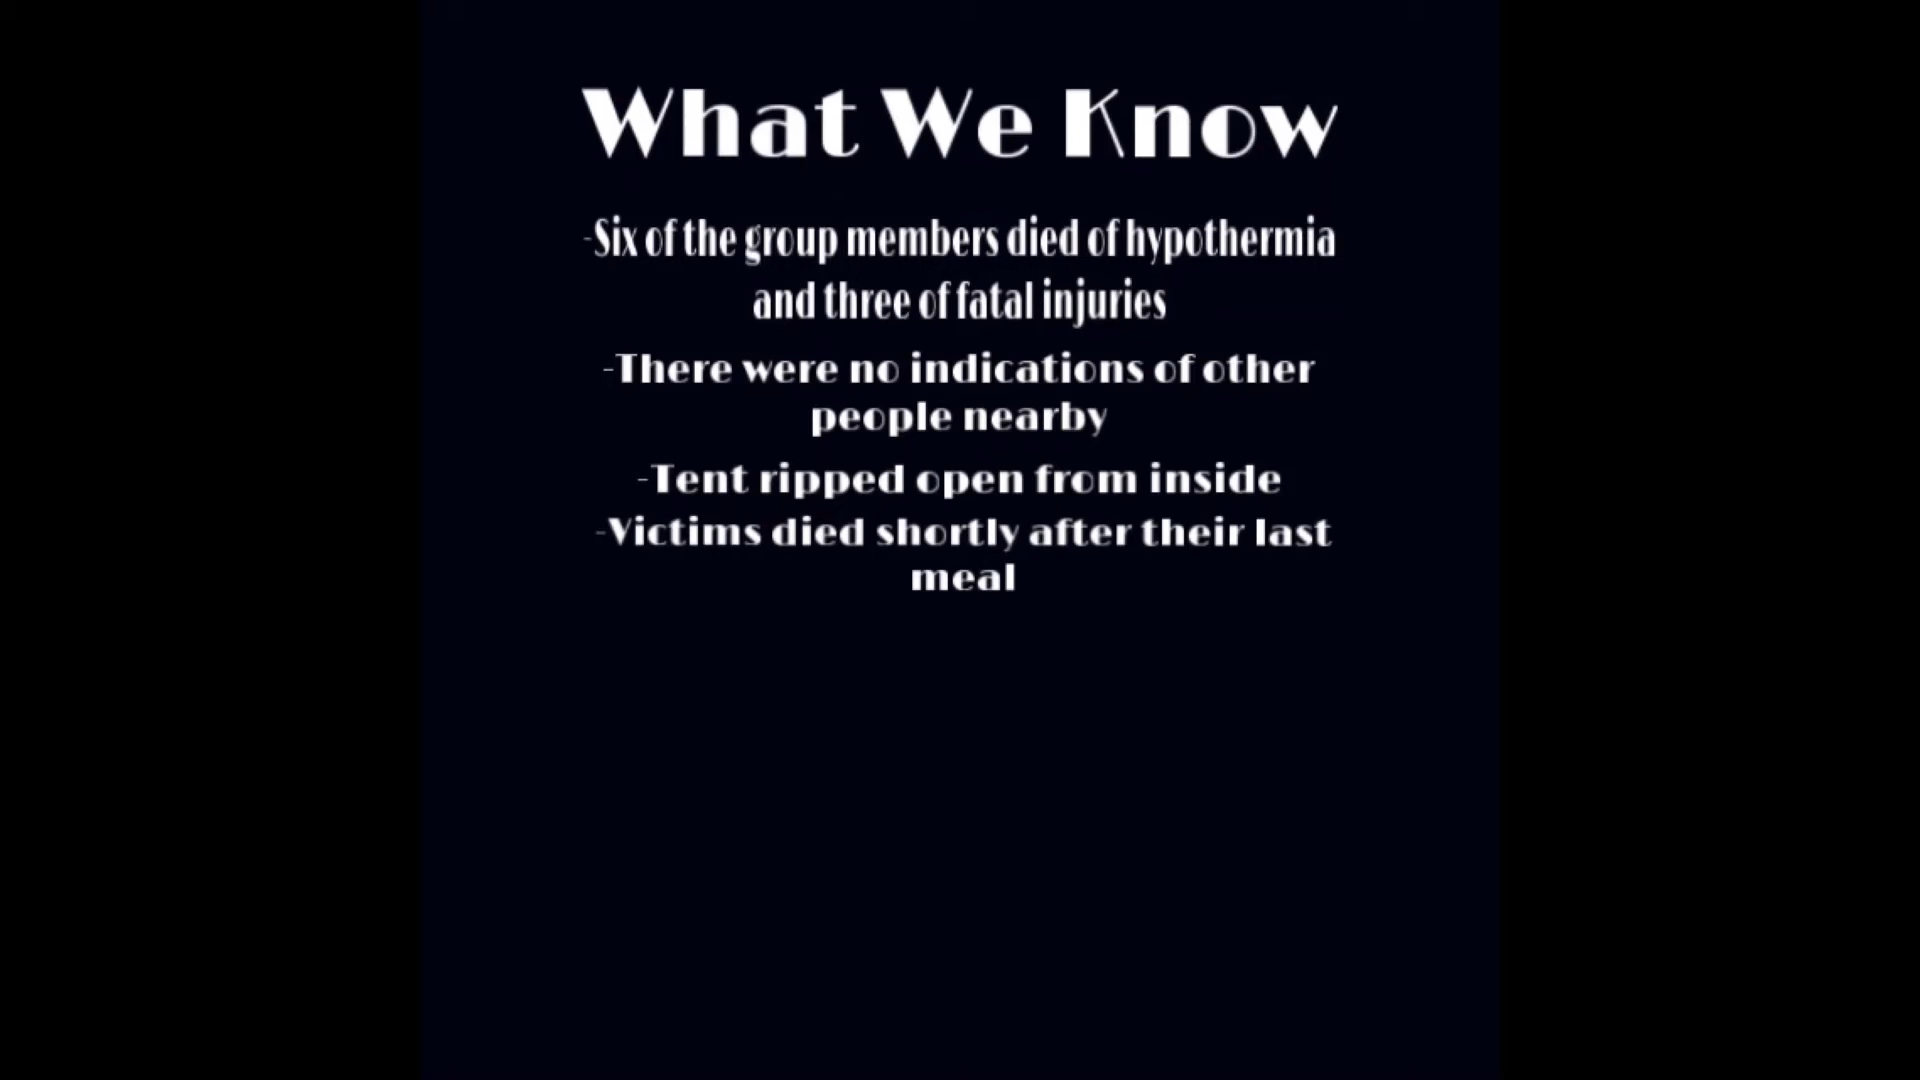 What We Know
-Six of the group members died of hypothermia
and three of fatal injuries
-There were no indications of other
people nearby
-Tent ripped open from inside
-Victims died shortly after their last
meal